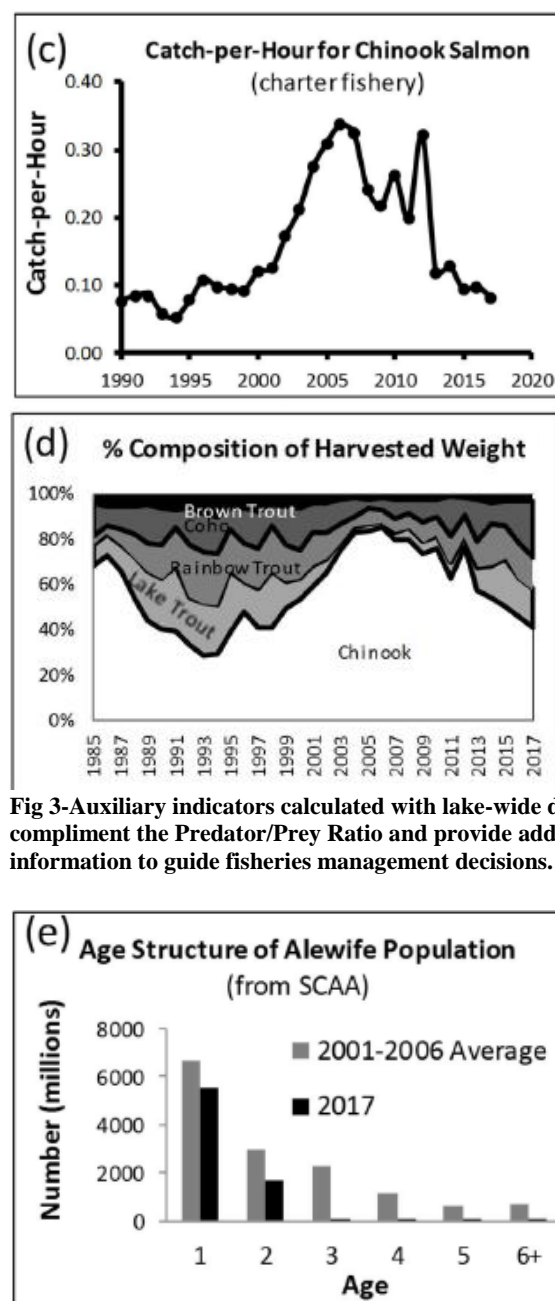 (c) Catch-per-Hour for Chinook Salmon
(charter fishery)
Catch-per-Hour
0.40
0.30
0.20
0.10
0.00
1990 1995 2000 2005 2010 2015 2020
(d) % Composition of Harvested Weight
100%
80%
60%
40%
20%
0%
Brown Trout
Coho
Rainbow Trout
Lake Trout
Chinook
1985 1987 1989 1991 1993 1995 1997 1999 2001 2003 2005 2007 2009 2011 2013 2015 2017
Fig 3-Auxiliary indicators calculated with lake-wide d
compliment the Predator/Prey Ratio and provide add
information to guide fisheries management decisions.
(e) Age Structure of Alewife Population
(from SCAA)
Number (millions)
8000
6000
4000
2000
0
2001-2006 Average
2017
1 2 3 4 5 6+
Age